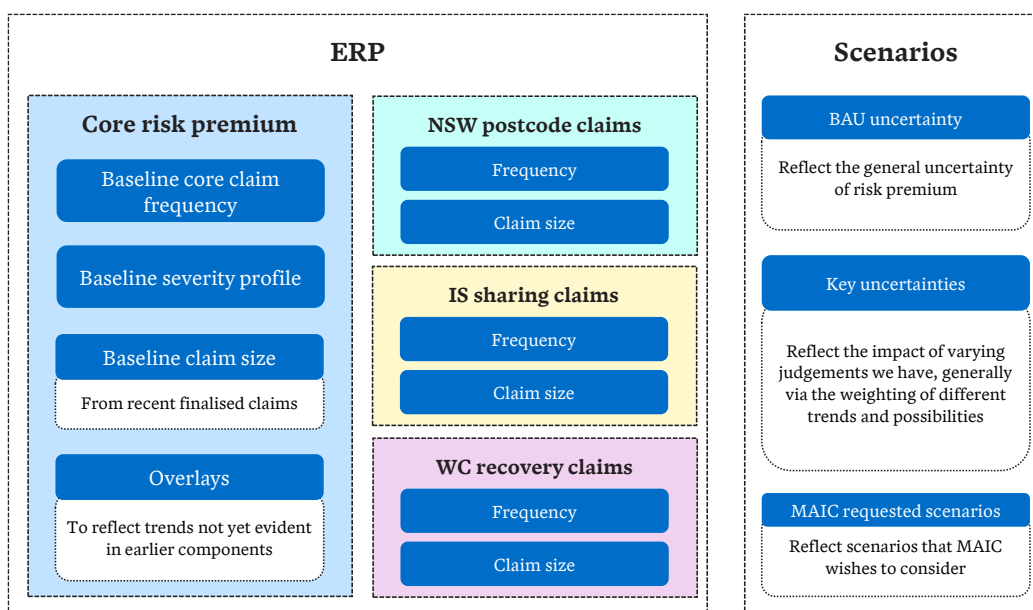 ERP
Core risk premium
Baseline core claim
frequency
Baseline severity profile
Baseline claim size
From recent finalised claims
Overlays
To reflect trends not yet evident
in earlier components
NSW postcode claims
Frequency
Claim size
IS sharing claims
Frequency
Claim size
WC recovery claims
Frequency
Claim size
Scenarios
BAU uncertainty
Reflect the general uncertainty
of risk premium
Key uncertainties
Reflect the impact of varying
judgements we have, generally
via the weighting of different
trends and possibilities
MAIC requested scenarios
Reflect scenarios that MAIC
wishes to consider